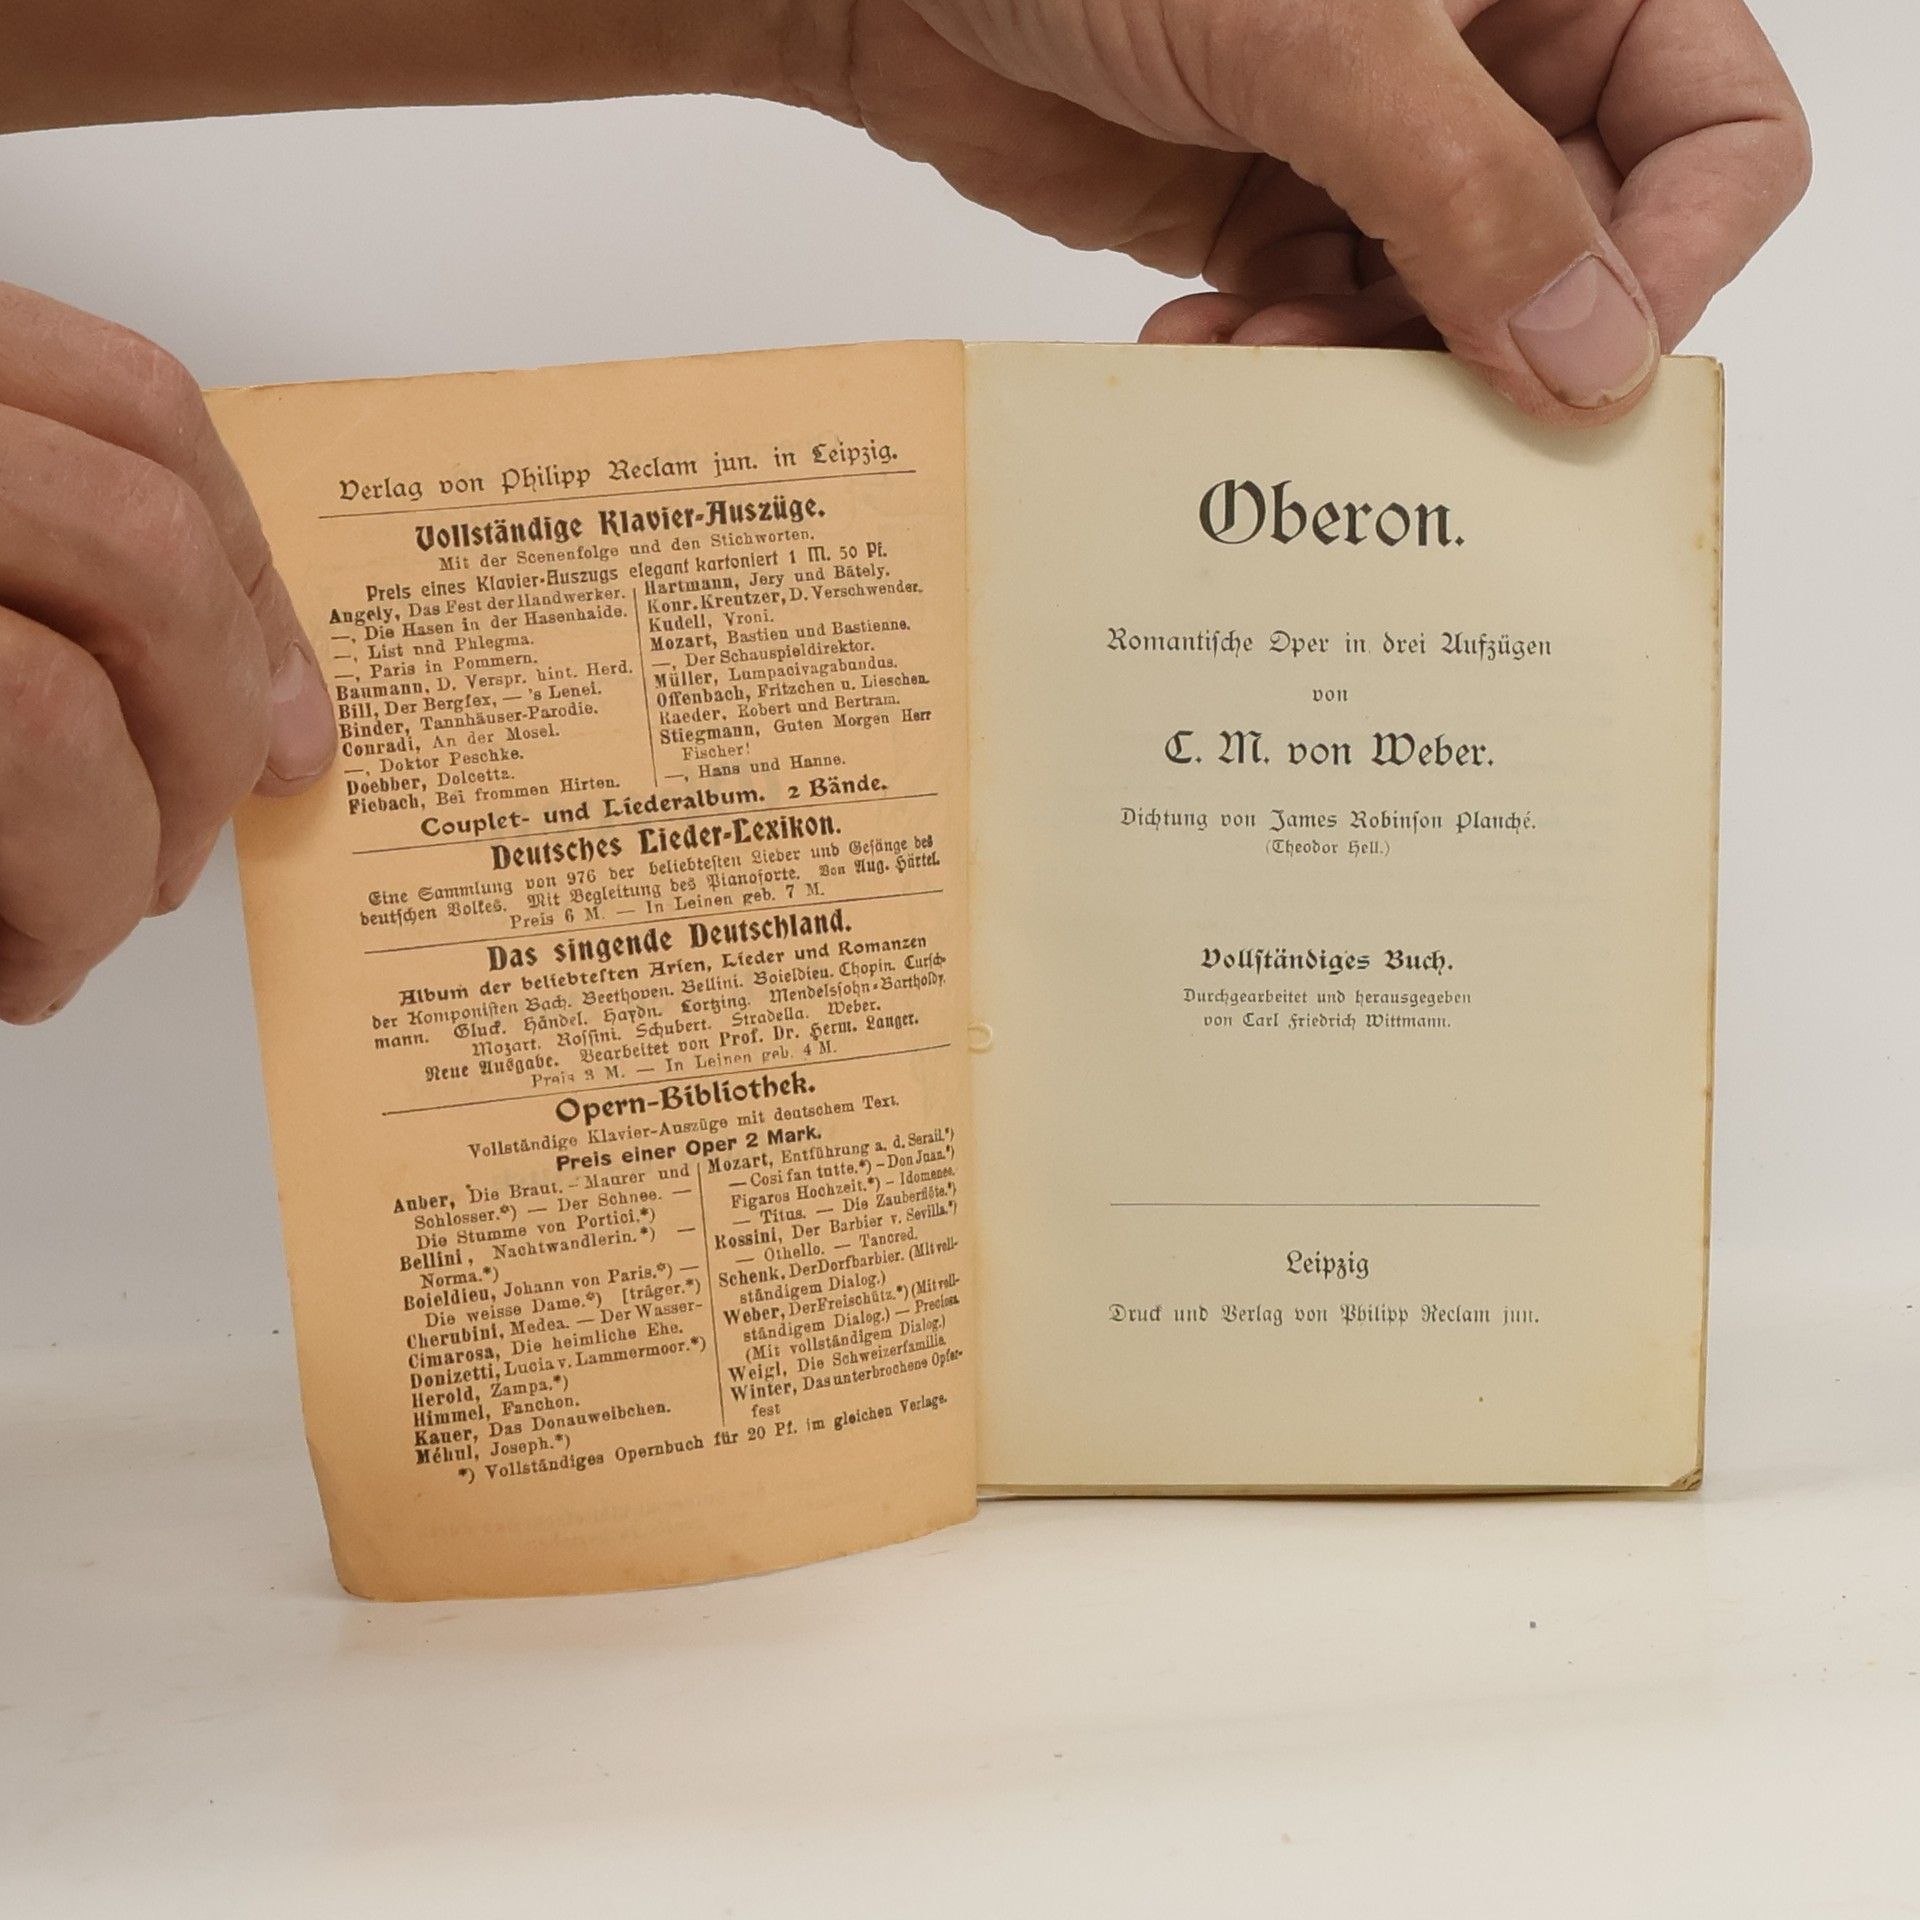 Verlag von Philipp Reclam jun. in Leipzig.
Vollständige Klavier-Auszüge.
Mit der Scenenfolge und den Stichworten.
Preis eines Klavier-Auszugs elegant kartoniert 1 M. 50 Pf.
Angely, Das Fest der Handwerker.
—, Die Hasen in der Hasenhaide.
—, List nnd Phlegma.
—, Paris in Pommern.
Baumann, D. Verspr. hint. Herd.
Bill, Der Bergfex, — 's Lenei.
Binder, Tannhäuser-Parodie.
Conradi, An der Mosel.
—, Doktor Peschke.
Doebber, Dolcetta.
Fiebach, Bei frommen Hirten.
Hartmann, Jery und Bätely.
Konr. Kreutzer, D. Verschwender.
Kudell, Vroni.
Mozart, Bastien und Bastienne.
—, Der Schauspieldirektor.
Müller, Lumpacivagabundus.
Offenbach, Fritzchen u. Lieschen.
Raeder, Robert und Bertram.
Stiegmann, Guten Morgen Herr
Fischer!
—, Hans und Hanne.
Couplet- und Liederalbum. 2 Bände.
Deutsches Lieder-Lexikon.
Eine Sammlung von 976 der beliebtesten Lieder und Gesänge des
deutschen Volkes. Mit Begleitung des Pianoforte. Von Aug. Härtel.
Preis 6 M. — In Leinen geb. 7 M.
Das singende Deutschland.
Album der beliebtesten Arien, Lieder und Romanzen
der Komponisten Bach. Beethoven. Bellini. Boieldieu. Chopin. Cursch-
mann. Gluck. Händel. Haydn. Lortzing. Mendelssohn-Bartholdy.
Mozart. Rossini. Schubert. Stradella. Weber.
Neue Ausgabe. Bearbeitet von Prof. Dr. Herm. Langer.
Preis 3 M. — In Leinen geb. 4 M.
Opern-Bibliothek.
Vollständige Klavier-Auszüge mit deutschem Text.
Preis einer Oper 2 Mark.
Auber, Die Braut. – Maurer und
Schlosser.*) — Der Schnee. —
Die Stumme von Portici.*)
Bellini, Nachtwandlerin.*) —
Norma.*)
Boieldieu, Johann von Paris.*) —
Die weisse Dame.*) [träger.*)
Cherubini, Medea. — Der Wasser-
Cimarosa, Die heimliche Ehe.
Donizetti, Lucia v. Lammermoor.*)
Herold, Zampa.*)
Himmel, Fanchon.
Kauer, Das Donauweibchen.
Méhul, Joseph.*)
Mozart, Entführung a. d. Serail.*)
— Cosi fan tutte.*) – Don Juan.*)
Figaros Hochzeit.*) – Idomeneo.
— Titus. — Die Zauberflöte.*)
Rossini, Der Barbier v. Sevilla.*)
— Othello. — Tancred.
Schenk, Der Dorfbarbier. (Mit voll-
ständigem Dialog.)
Weber, Der Freischütz.*) (Mit voll-
ständigem Dialog.) — Preciosa.
(Mit vollständigem Dialog.)
Weigl, Die Schweizerfamilie.
Winter, Das unterbrochene Opfer-
fest
*) Vollständiges Opernbuch für 20 Pf. im gleichen Verlage.
Oberon.
Romantische Oper in drei Aufzügen
von
C. M. von Weber.
Dichtung von James Robinson Planché.
(Theodor Hell.)
Vollständiges Buch.
Durchgearbeitet und herausgegeben
von Carl Friedrich Wittmann.
Leipzig
Druck und Verlag von Philipp Reclam jun.